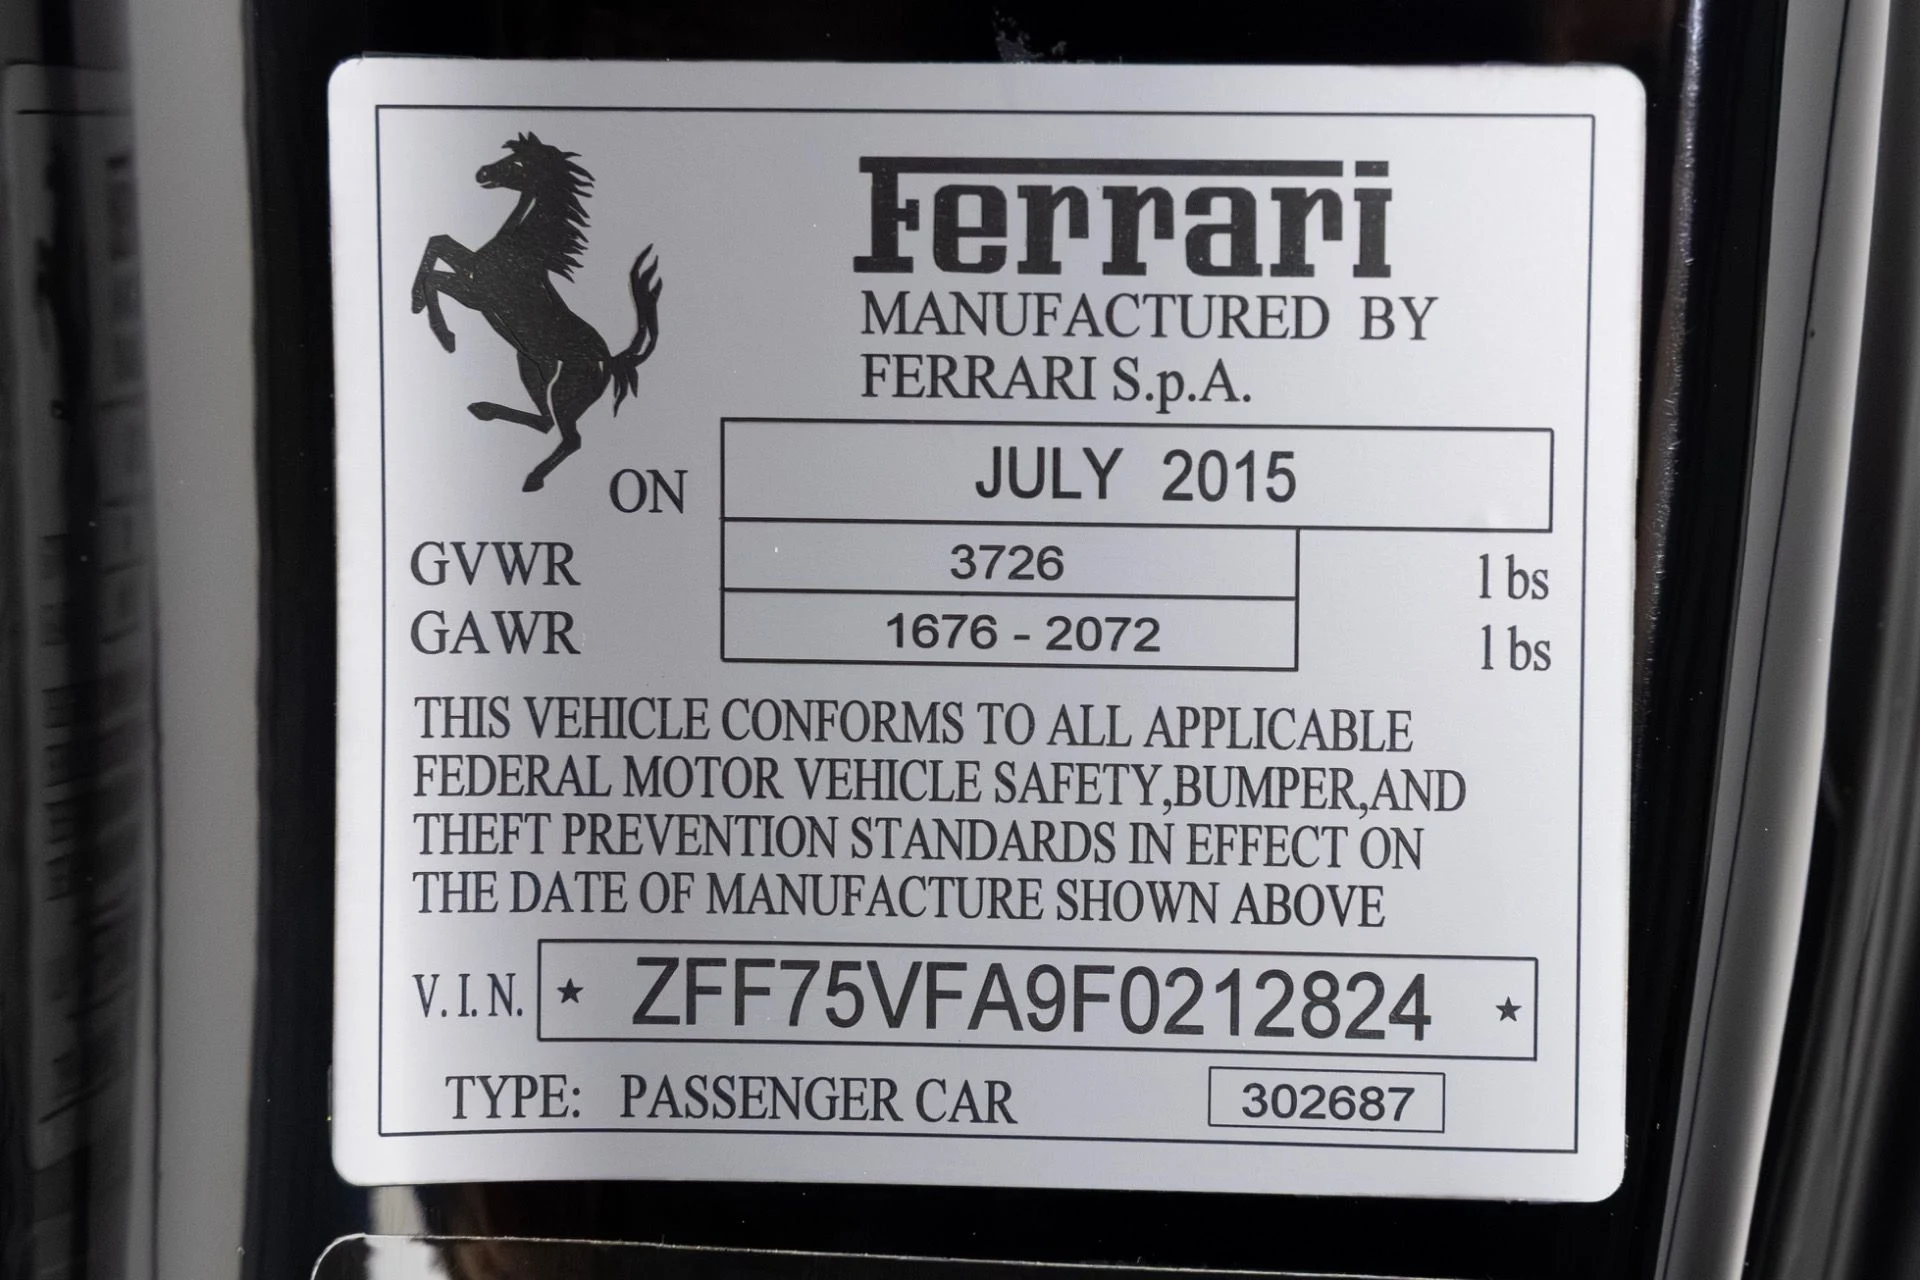 Ferrari
MANUFACTURED BY
FERRARI S.p.A.
ON JULY 2015
GVWR 3726 lbs
GAWR 1676 - 2072 lbs
THIS VEHICLE CONFORMS TO ALL APPLICABLE
FEDERAL MOTOR VEHICLE SAFETY,BUMPER,AND
THEFT PREVENTION STANDARDS IN EFFECT ON
THE DATE OF MANUFACTURE SHOWN ABOVE
V.I.N. ★ ZFF75VFA9F0212824 ★
TYPE: PASSENGER CAR 302687